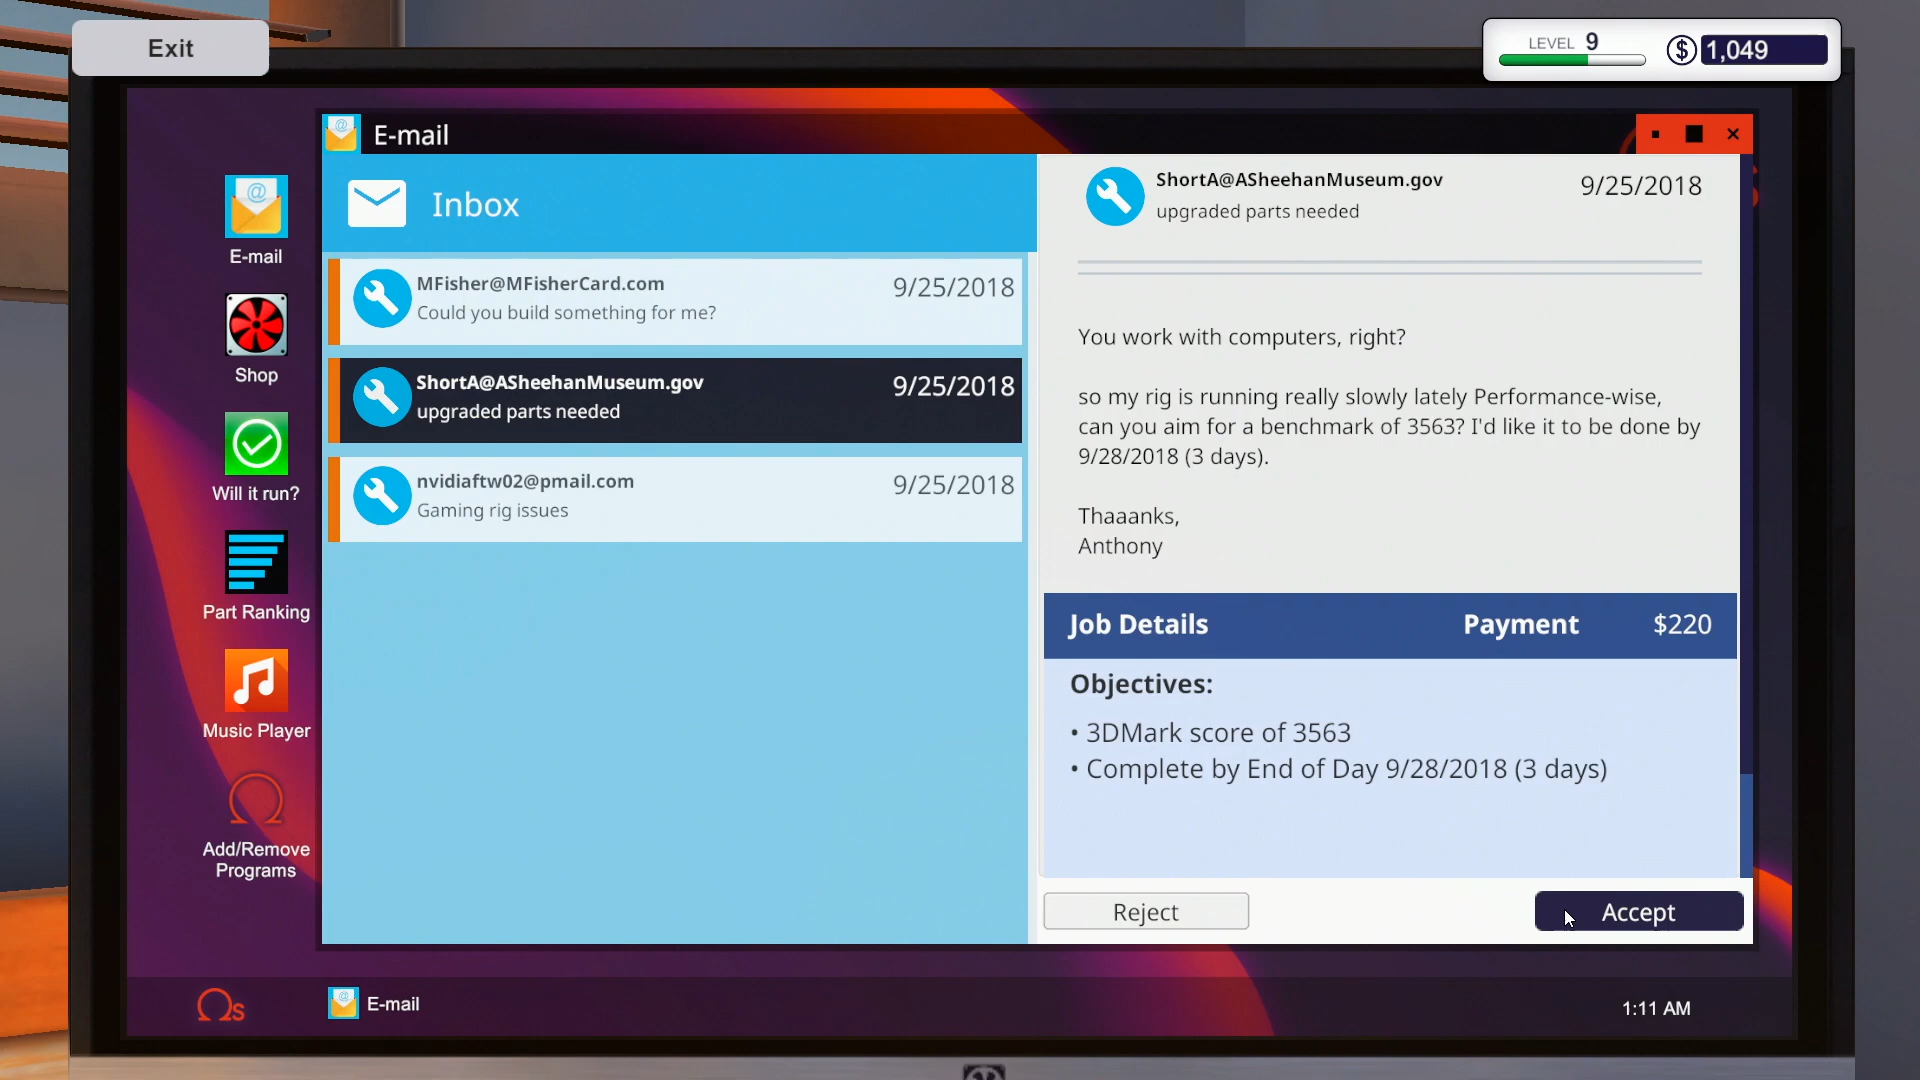 Exit
LEVEL 9
$ 1,049
E-mail
E-mail
Shop
Will it run?
Part Ranking
Music Player
Add/Remove
Programs
Inbox
MFisher@MFisherCard.com
9/25/2018
Could you build something for me?
ShortA@ASheehanMuseum.gov
9/25/2018
upgraded parts needed
nvidiaftw02@pmail.com
9/25/2018
Gaming rig issues
ShortA@ASheehanMuseum.gov
9/25/2018
upgraded parts needed
You work with computers, right?
so my rig is running really slowly lately Performance-wise,
can you aim for a benchmark of 3563? I'd like it to be done by
9/28/2018 (3 days).
Thaaanks,
Anthony
Job Details
Payment
$220
Objectives:
• 3DMark score of 3563
• Complete by End of Day 9/28/2018 (3 days)
Reject
Accept
Ωs
E-mail
1:11 AM